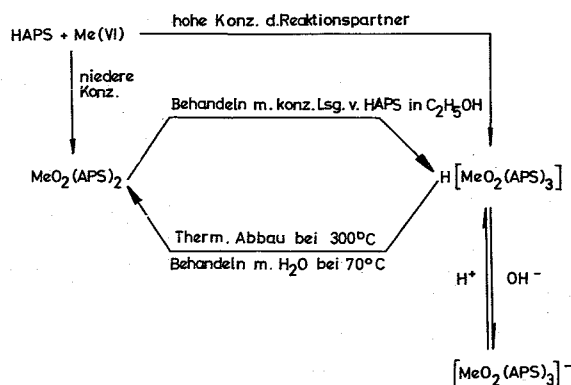 hohe Konz. d.Reaktionspartner
HAPS + Me(VI)
niedere
Konz.
Behandeln m. konz. Lsg. v. HAPS in C₂H₅OH
MeO₂(APS)₂
H[MeO₂(APS)₃]
Therm. Abbau bei 300°C
Behandeln m. H₂O bei 70°C
H⁺ OH⁻
[MeO₂(APS)₃]⁻